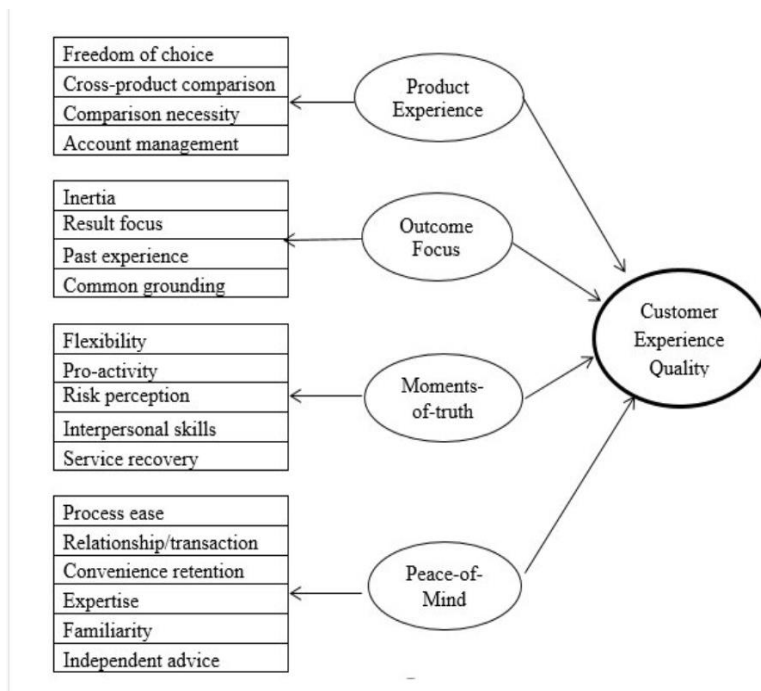 Freedom of choice
Cross-product comparison
Comparison necessity
Account management
Product
Experience
Inertia
Result focus
Past experience
Common grounding
Outcome
Focus
Customer
Experience
Quality
Flexibility
Pro-activity
Risk perception
Interpersonal skills
Service recovery
Moments-
of-truth
Process ease
Relationship/transaction
Convenience retention
Expertise
Familiarity
Independent advice
Peace-of-
Mind